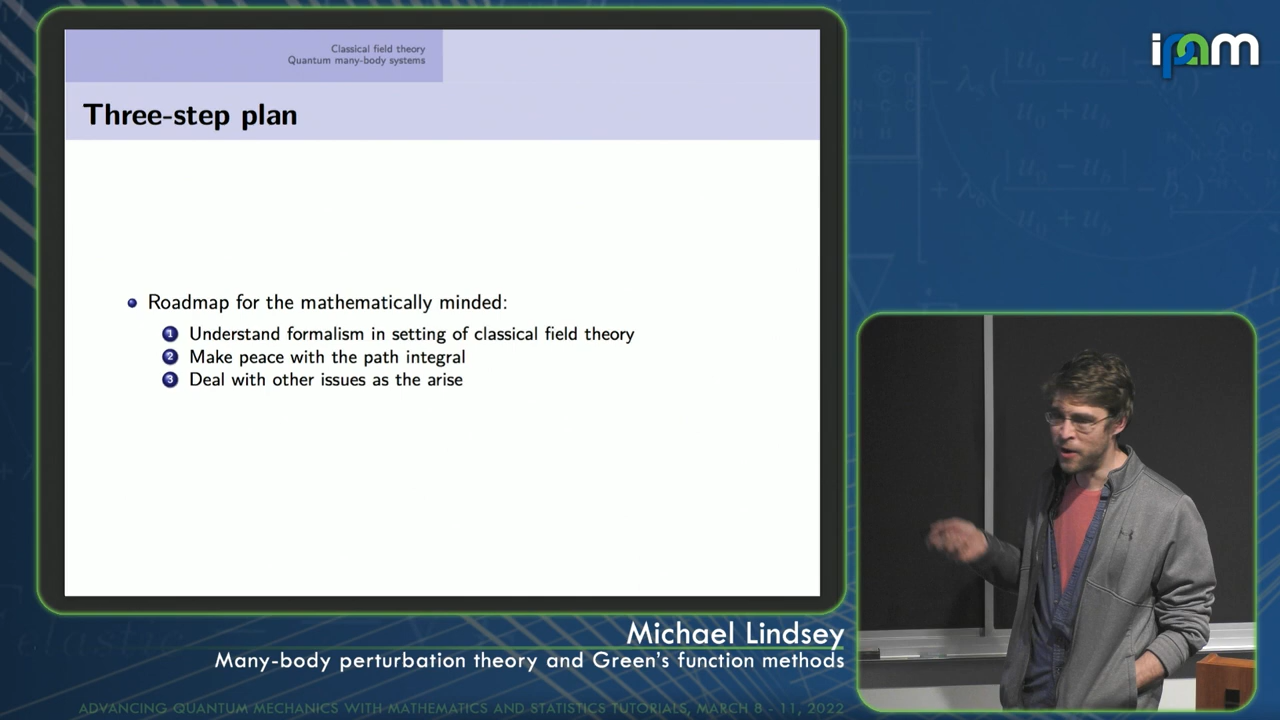 Classical field theory
Quantum many-body systems
Three-step plan
Roadmap for the mathematically minded:
1 Understand formalism in setting of classical field theory
2 Make peace with the path integral
3 Deal with other issues as the arise
ipam
Michael Lindsey
Many-body perturbation theory and Green's function methods
ADVANCING QUANTUM MECHANICS WITH MATHEMATICS AND STATISTICS TUTORIALS, MARCH 8 - 11, 2022